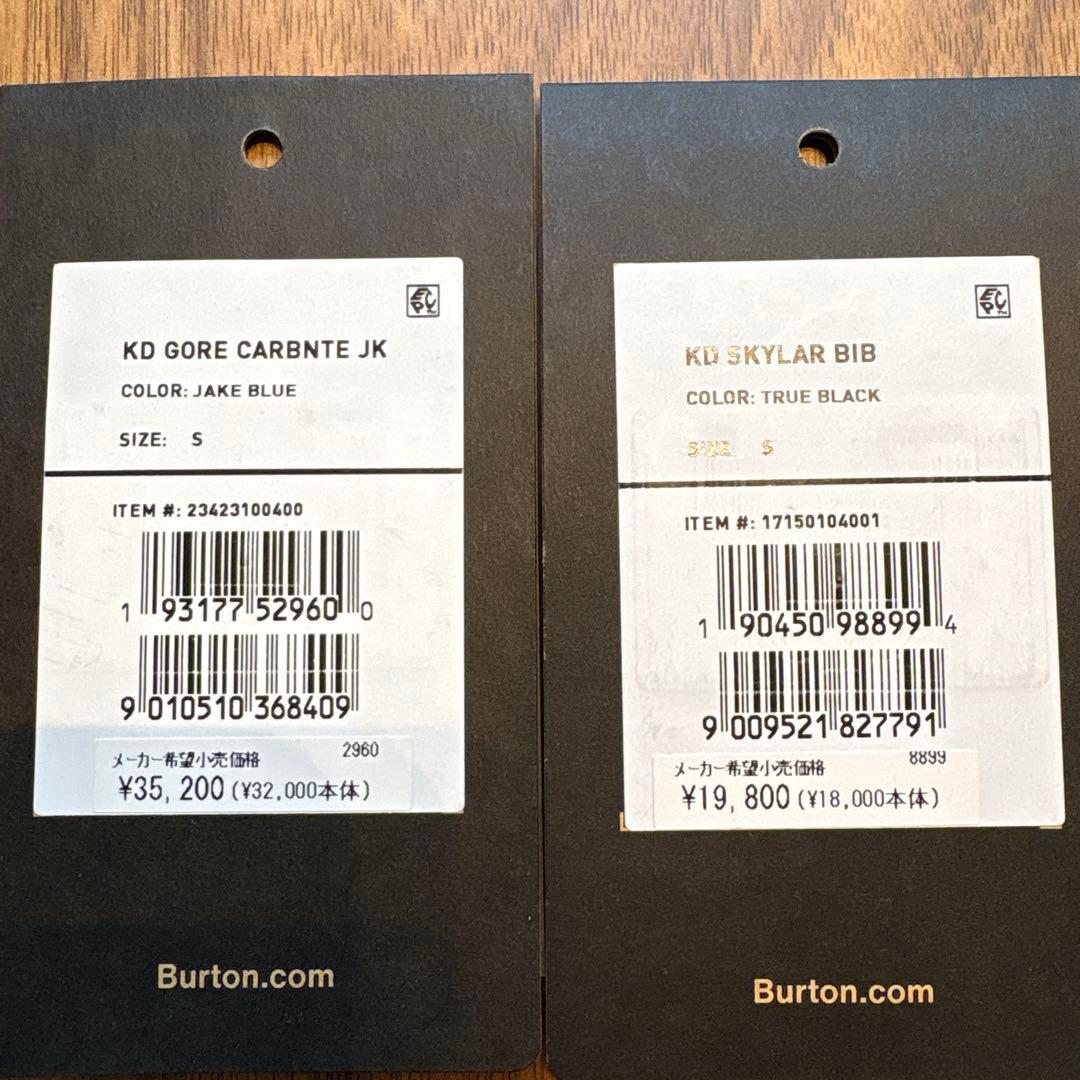 KD GORE CARBNTE JK
COLOR: JAKE BLUE
SIZE: S
ITEM #: 23423100400
1 93177 52960 0
9 010510 368409
メーカー希望小売価格 2960
¥35,200(¥32,000本体)
Burton.com
KD SKYLAR BIB
COLOR: TRUE BLACK
SIZE S
ITEM #: 17150104001
1 90450 98899 4
9 009521 827791
メーカー希望小売価格 8899
¥19,800(¥18,000本体)
Burton.com